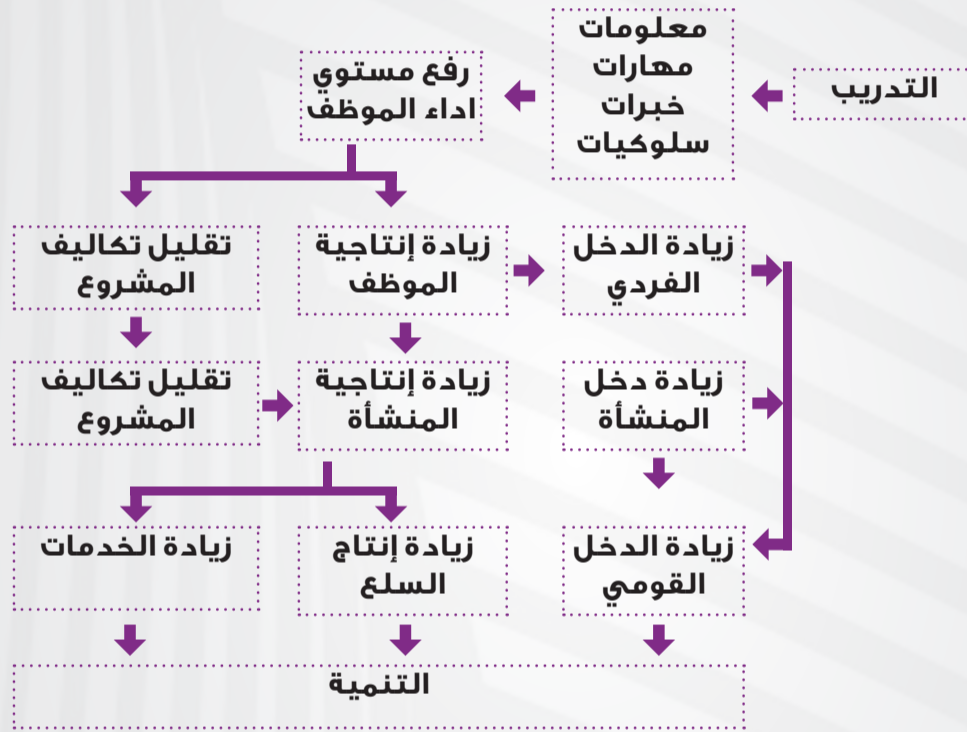 التدريب
معلومات
مهارات
خبرات
سلوكيات
رفع مستوي
اداء الموظف
زيادة الدخل
الفردي
زيادة إنتاجية
الموظف
تقليل تكاليف
المشروع
زيادة دخل
المنشأة
زيادة إنتاجية
المنشأة
تقليل تكاليف
المشروع
زيادة الدخل
القومي
زيادة إنتاج
السلع
زيادة الخدمات
التنمية